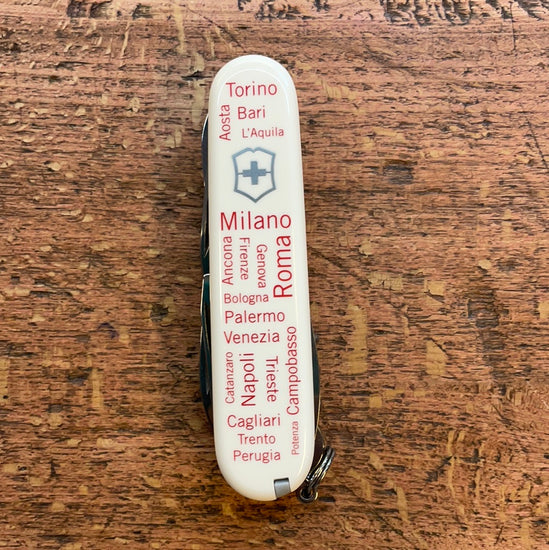 Torino
Aosta
Bari
L'Aquila
Milano
Ancona
Firenze
Genova
Roma
Bologna
Palermo
Venezia
Catanzaro
Napoli
Trieste
Campobasso
Cagliari
Trento
Perugia
Potenza